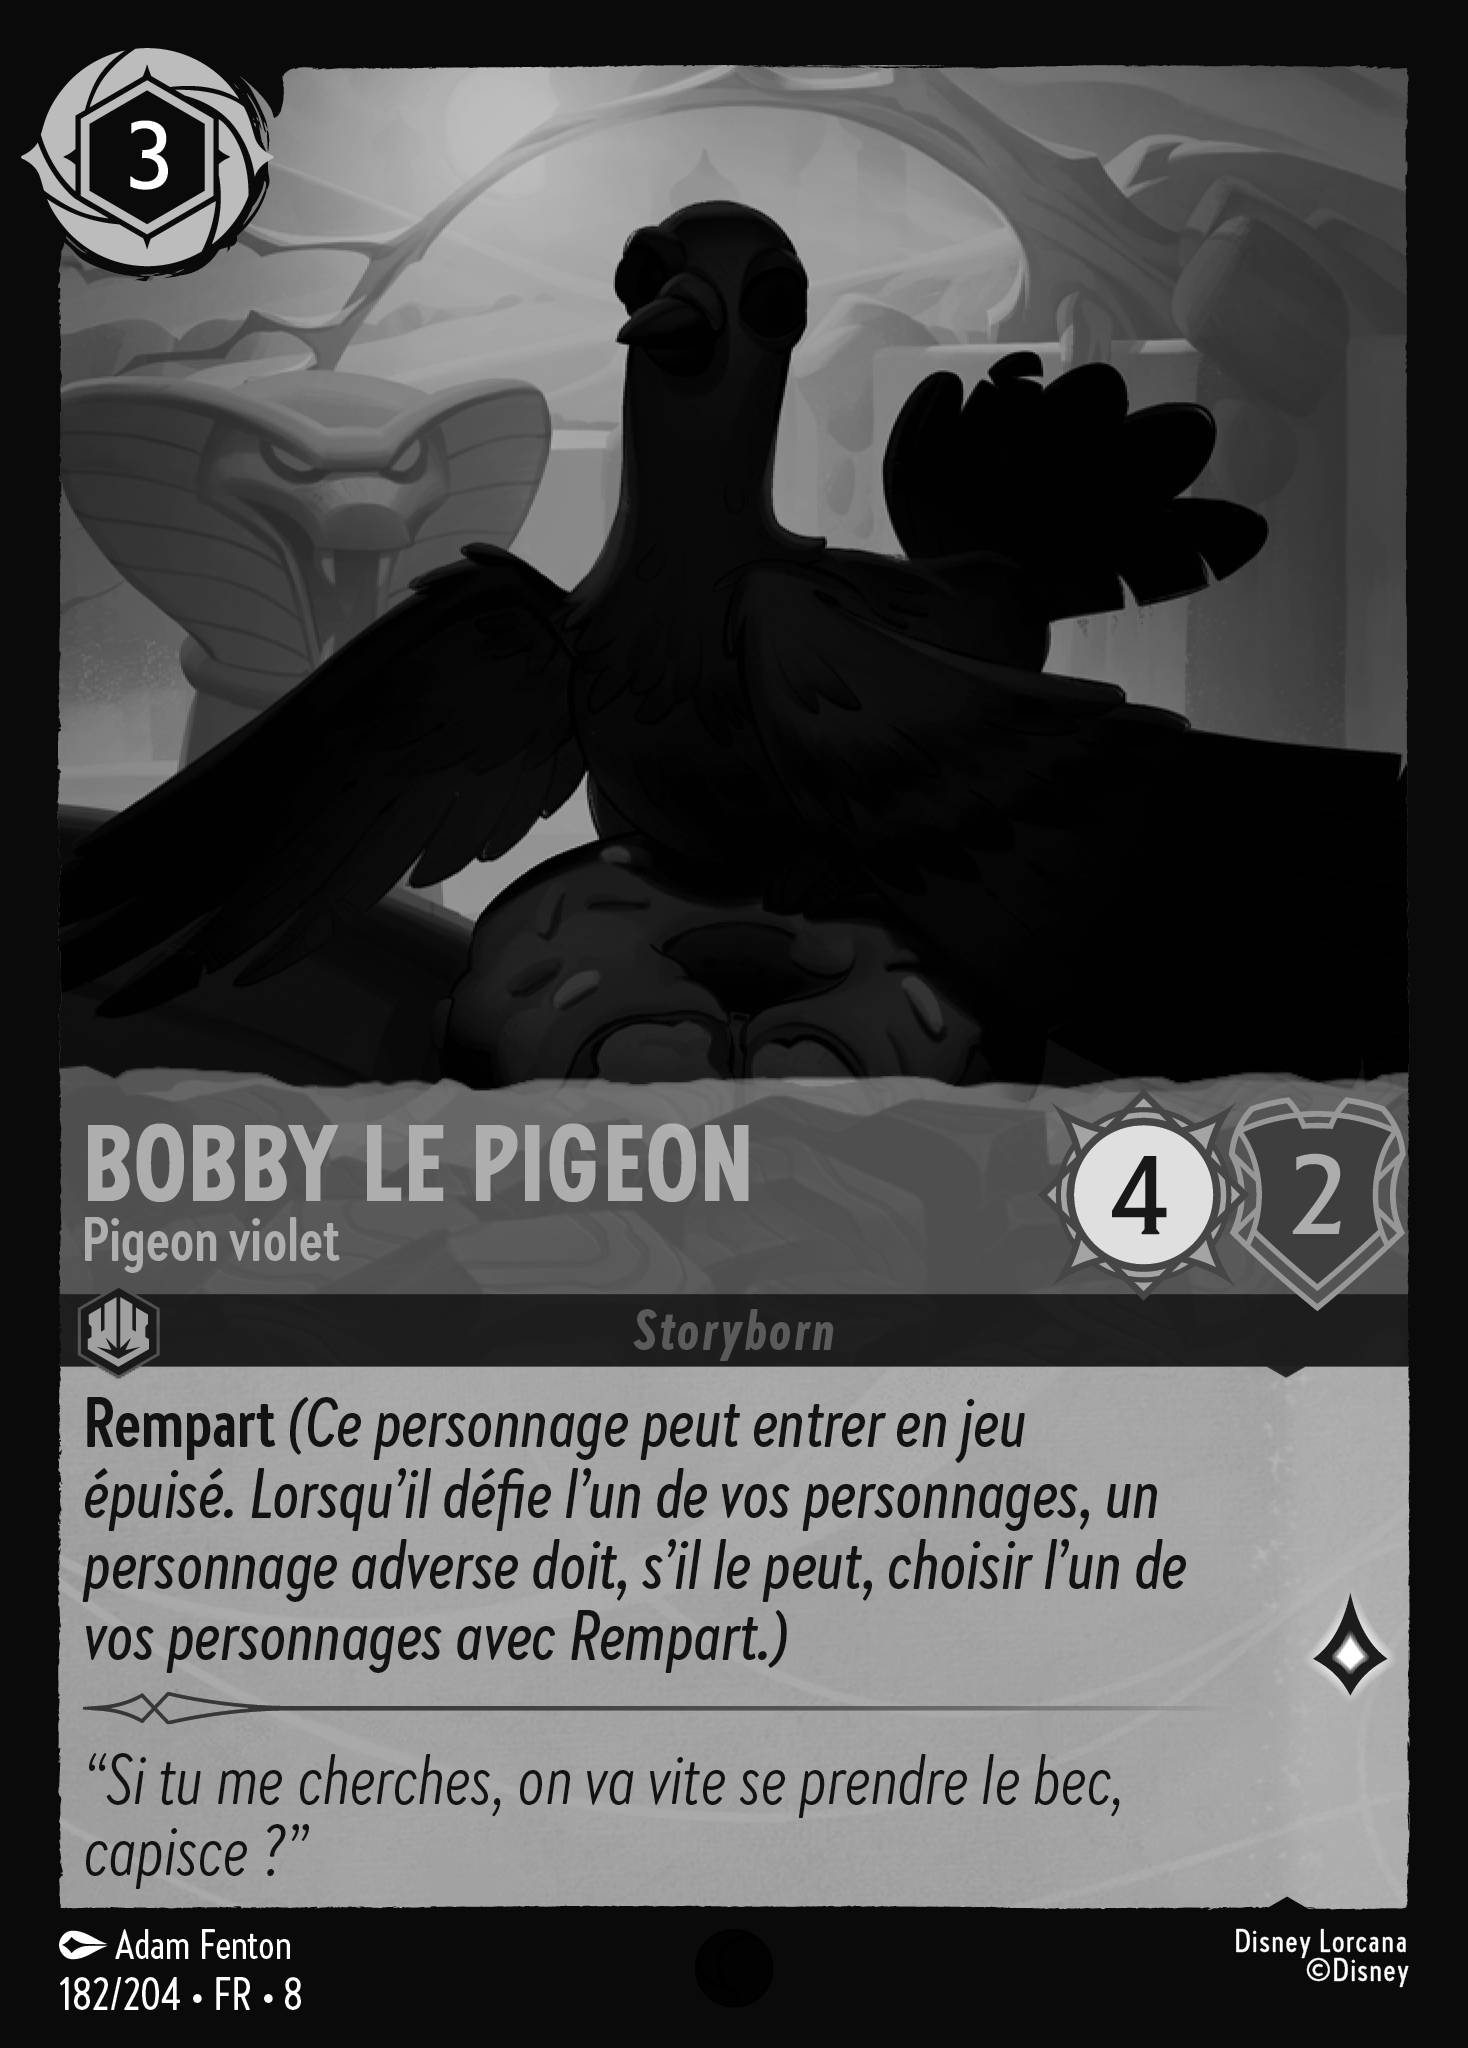 3
BOBBY LE PIGEON
Pigeon violet
4
2
Storyborn
Rempart (Ce personnage peut entrer en jeu
épuisé. Lorsqu’il défie l’un de vos personnages, un
personnage adverse doit, s’il le peut, choisir l’un de
vos personnages avec Rempart.)
“Si tu me cherches, on va vite se prendre le bec,
capisce ?”
Adam Fenton
182/204 • FR • 8
Disney Lorcana
©Disney